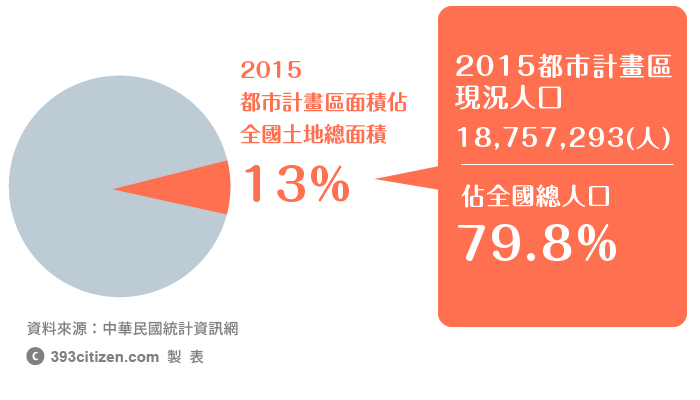 2015
都市計畫區面積佔
全國土地總面積
13%
2015都市計畫區
現況人口
18,757,293(人)
佔全國總人口
79.8%
資料來源：中華民國統計資訊網
C 393citizen.com 製 表